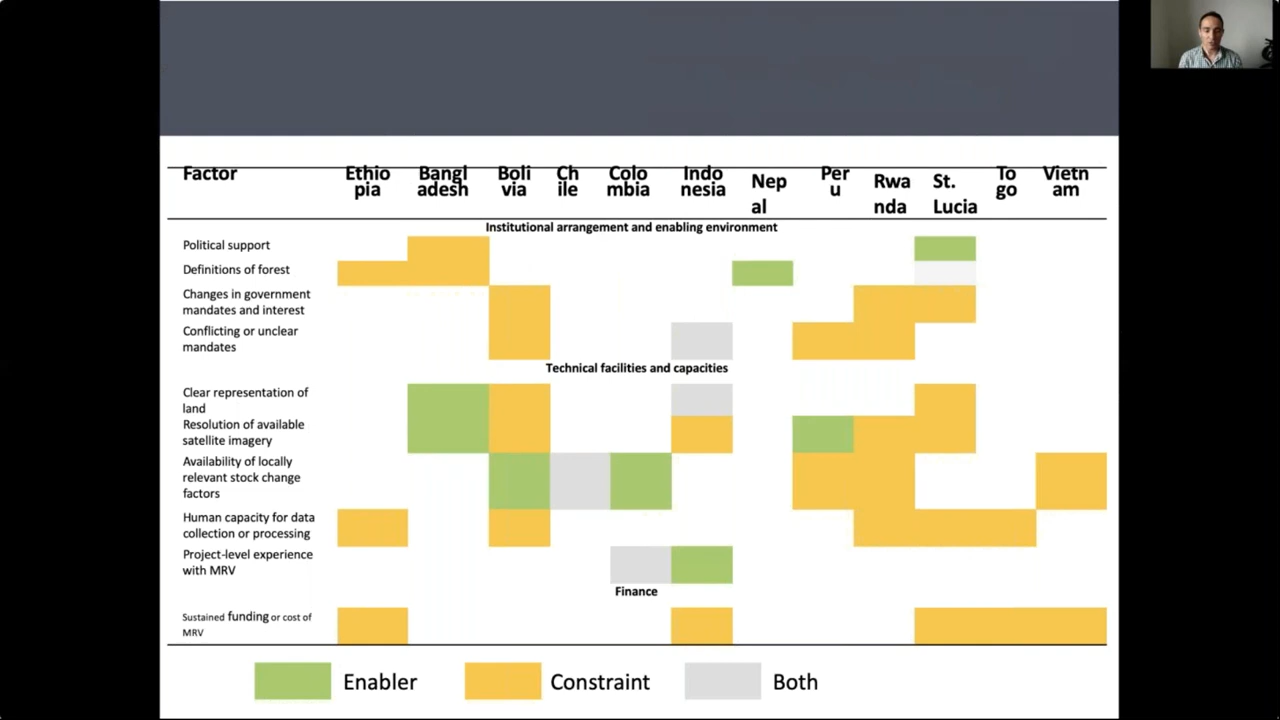 Factor Ethio Bangl Boli Ch Colo Indo Nep Per Rwa St. To Vietn
pia adesh via ile mbia nesia al u nda Lucia go am
Institutional arrangement and enabling environment
Political support
Definitions of forest
Changes in government
mandates and interest
Conflicting or unclear
mandates
Technical facilities and capacities
Clear representation of
land
Resolution of available
satellite imagery
Availability of locally
relevant stock change
factors
Human capacity for data
collection or processing
Project-level experience
with MRV
Finance
Sustained funding or cost of
MRV
Enabler Constraint Both